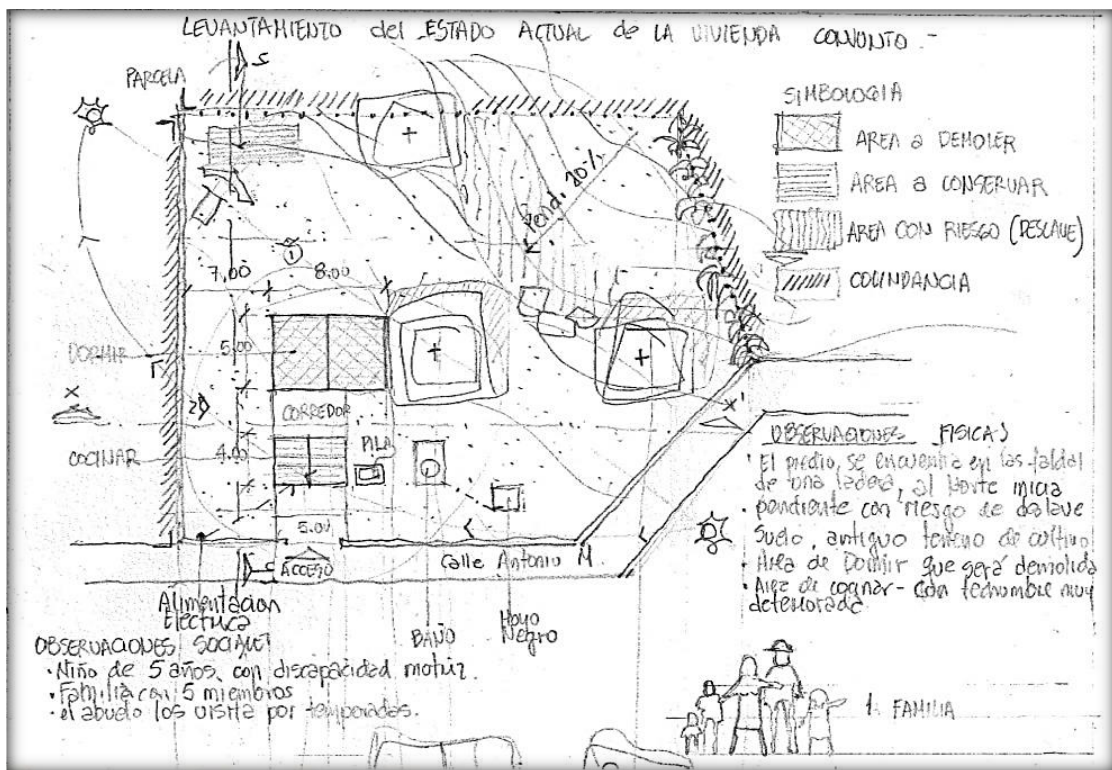 LEVANTAMIENTO del ESTADO ACTUAL de LA VIVIENDA CONJUNTO.-
S
PARCELA
SIMBOLOGIA
AREA a DEMOLER
AREA a CONSERVAR
AREA CON RIESGO (DESLAVE)
COLINDANCIA
Pend. 20%
1
7.00
8.00
DORMIR
5.00
X
2
CORREDOR
PILA
X'
COCINAR
4.00
5.00
S
ACCESO
Calle Antonio M.
Alimentacion
Eléctrica
BAÑO
Hoyo
Negro
OBSERVACIONES FISICAS
El predio, se encuentra en las faldas
de una ladera, al Norte inicia
pendiente con riesgo de deslave
Suelo, antiguo terreno de cultivo
Area de Dormir que será demolida
Area de cocinar - con techumbre muy
deteriorada
OBSERVACIONES SOCIALES
• Niño de 5 años, con discapacidad motriz.
• Familia con 5 miembros
• el abuelo los visita por temporadas.
1. FAMILIA